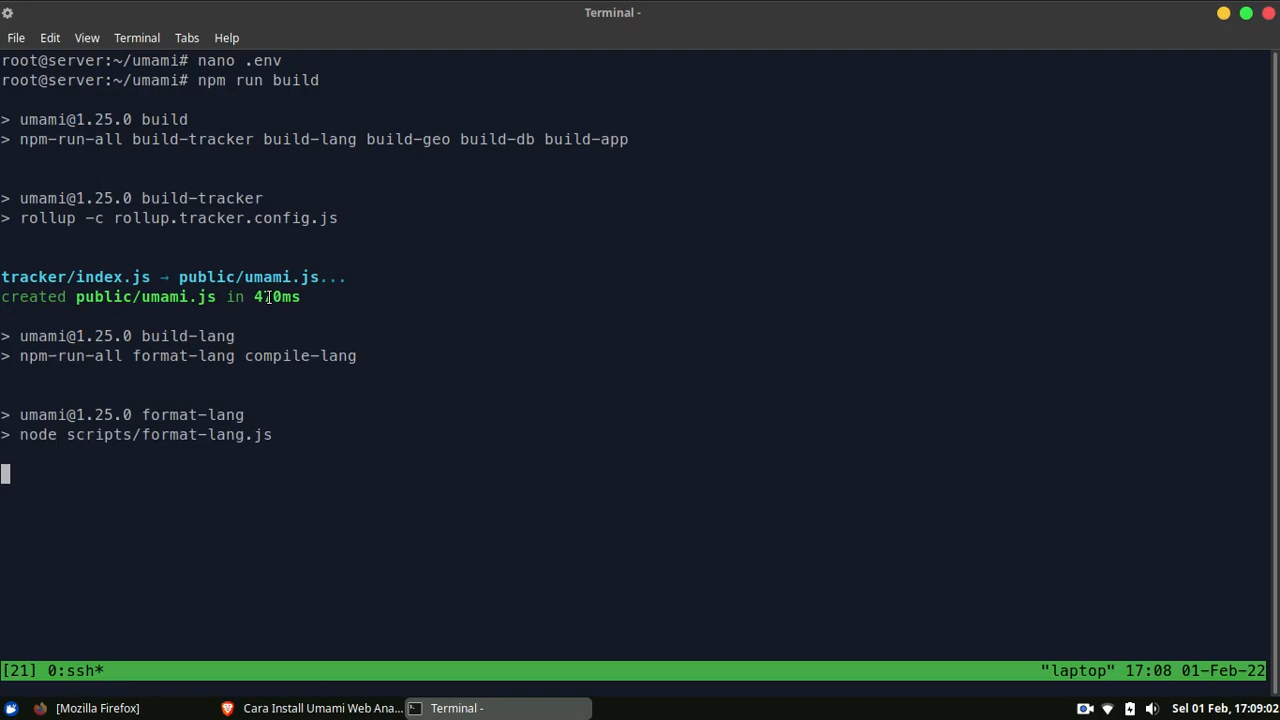 Terminal -
File Edit View Terminal Tabs Help
root@server:~/umami# nano .env
root@server:~/umami# npm run build
> umami@1.25.0 build
> npm-run-all build-tracker build-lang build-geo build-db build-app
> umami@1.25.0 build-tracker
> rollup -c rollup.tracker.config.js
tracker/index.js → public/umami.js...
created public/umami.js in
> umami@1.25.0 build-lang
> npm-run-all format-lang compile-lang
> umami@1.25.0 format-lang
> node scripts/format-lang.js
[21] 0:ssh* "laptop" 17:08 01-Feb-22
[Mozilla Firefox] Cara Install Umami Web Ana... Terminal - Sel 01 Feb, 17:09:02